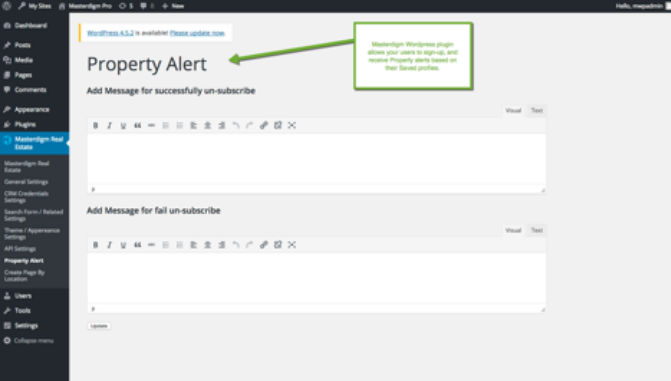 My Sites Masterdigm Pro 5 0 + New Hello, mwpadmin
Dashboard
Posts
Media
Pages
Comments
Appearance
Plugins
Masterdigm Real
Estate
Masterdigm Real
Estate
General Settings
CRM Credentials
Settings
Search Form / Related
Settings
Theme / Appereance
Settings
API Settings
Property Alert
Create Page By
Location
Users
Tools
Settings
Collapse menu
WordPress 4.5.2 is available! Please update now.
Masterdigm Wordpress plugin
allows your users to sign-up, and
receive Property alerts based on
their Saved profiles.
Property Alert
Add Message for successfully un-subscribe
Visual Text
B I U
p
Add Message for fail un-subscribe
Visual Text
B I U
p
Update